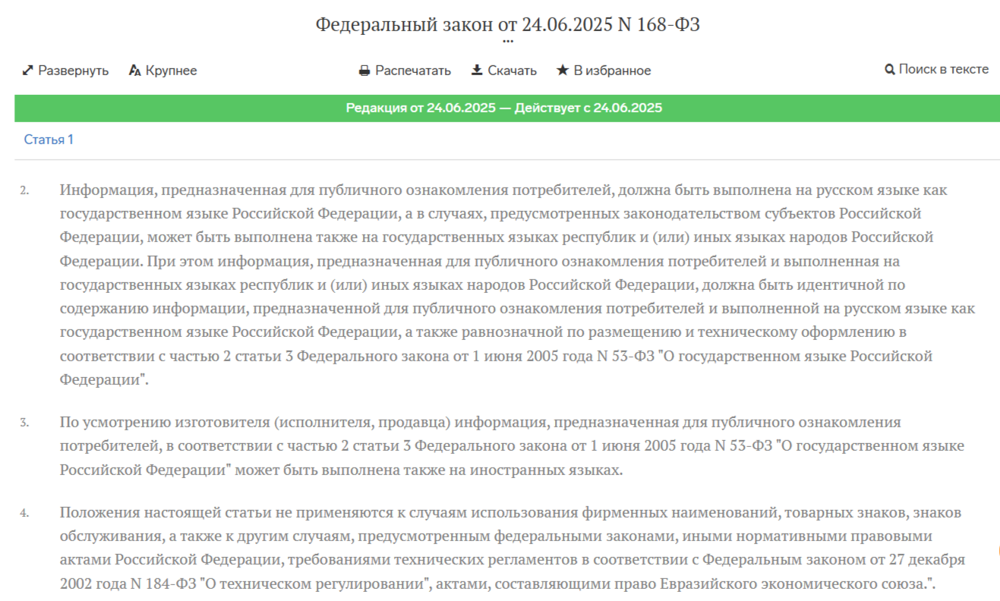 Федеральный закон от 24.06.2025 N 168-ФЗ
...
Развернуть Крупнее Распечатать Скачать В избранное Поиск в тексте
Редакция от 24.06.2025 — Действует с 24.06.2025
Статья 1
2. Информация, предназначенная для публичного ознакомления потребителей, должна быть выполнена на русском языке как
государственном языке Российской Федерации, а в случаях, предусмотренных законодательством субъектов Российской
Федерации, может быть выполнена также на государственных языках республик и (или) иных языках народов Российской
Федерации. При этом информация, предназначенная для публичного ознакомления потребителей и выполненная на
государственных языках республик и (или) иных языках народов Российской Федерации, должна быть идентичной по
содержанию информации, предназначенной для публичного ознакомления потребителей и выполненной на русском языке как
государственном языке Российской Федерации, а также равнозначной по размещению и техническому оформлению в
соответствии с частью 2 статьи 3 Федерального закона от 1 июня 2005 года N 53-ФЗ "О государственном языке Российской
Федерации".
3. По усмотрению изготовителя (исполнителя, продавца) информация, предназначенная для публичного ознакомления
потребителей, в соответствии с частью 2 статьи 3 Федерального закона от 1 июня 2005 года N 53-ФЗ "О государственном языке
Российской Федерации" может быть выполнена также на иностранных языках.
4. Положения настоящей статьи не применяются к случаям использования фирменных наименований, товарных знаков, знаков
обслуживания, а также к другим случаям, предусмотренным федеральными законами, иными нормативными правовыми
актами Российской Федерации, требованиями технических регламентов в соответствии с Федеральным законом от 27 декабря
2002 года N 184-ФЗ "О техническом регулировании", актами, составляющими право Евразийского экономического союза.".